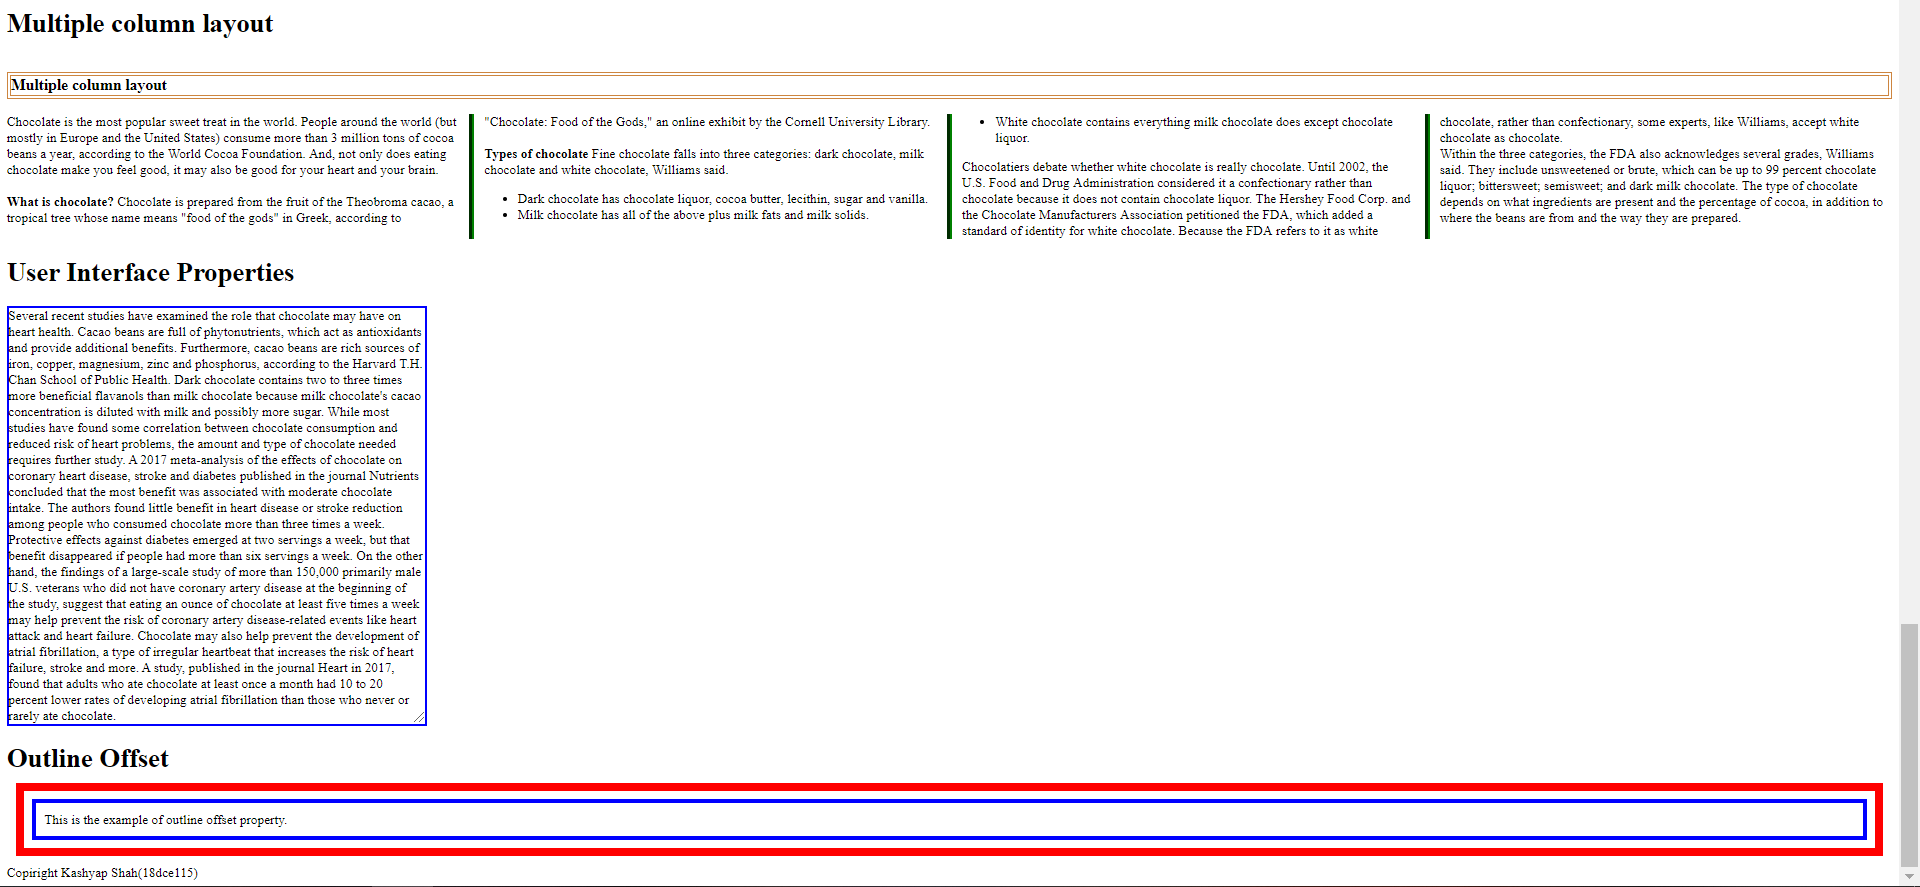 Multiple column layout
Multiple column layout
Chocolate is the most popular sweet treat in the world. People around the world (but
mostly in Europe and the United States) consume more than 3 million tons of cocoa
beans a year, according to the World Cocoa Foundation. And, not only does eating
chocolate make you feel good, it may also be good for your heart and your brain.
What is chocolate? Chocolate is prepared from the fruit of the Theobroma cacao, a
tropical tree whose name means "food of the gods" in Greek, according to
"Chocolate: Food of the Gods," an online exhibit by the Cornell University Library.
Types of chocolate Fine chocolate falls into three categories: dark chocolate, milk
chocolate and white chocolate, Williams said.
• Dark chocolate has chocolate liquor, cocoa butter, lecithin, sugar and vanilla.
• Milk chocolate has all of the above plus milk fats and milk solids.
• White chocolate contains everything milk chocolate does except chocolate
liquor.
Chocolatiers debate whether white chocolate is really chocolate. Until 2002, the
U.S. Food and Drug Administration considered it a confectionary rather than
chocolate because it does not contain chocolate liquor. The Hershey Food Corp. and
the Chocolate Manufacturers Association petitioned the FDA, which added a
standard of identity for white chocolate. Because the FDA refers to it as white
chocolate, rather than confectionary, some experts, like Williams, accept white
chocolate as chocolate.
Within the three categories, the FDA also acknowledges several grades, Williams
said. They include unsweetened or brute, which can be up to 99 percent chocolate
liquor; bittersweet; semisweet; and dark milk chocolate. The type of chocolate
depends on what ingredients are present and the percentage of cocoa, in addition to
where the beans are from and the way they are prepared.
User Interface Properties
Several recent studies have examined the role that chocolate may have on
heart health. Cacao beans are full of phytonutrients, which act as antioxidants
and provide additional benefits. Furthermore, cacao beans are rich sources of
iron, copper, magnesium, zinc and phosphorus, according to the Harvard T.H.
Chan School of Public Health. Dark chocolate contains two to three times
more beneficial flavanols than milk chocolate because milk chocolate's cacao
concentration is diluted with milk and possibly more sugar. While most
studies have found some correlation between chocolate consumption and
reduced risk of heart problems, the amount and type of chocolate needed
requires further study. A 2017 meta-analysis of the effects of chocolate on
coronary heart disease, stroke and diabetes published in the journal Nutrients
concluded that the most benefit was associated with moderate chocolate
intake. The authors found little benefit in heart disease or stroke reduction
among people who consumed chocolate more than three times a week.
Protective effects against diabetes emerged at two servings a week, but that
benefit disappeared if people had more than six servings a week. On the other
hand, the findings of a large-scale study of more than 150,000 primarily male
U.S. veterans who did not have coronary artery disease at the beginning of
the study, suggest that eating an ounce of chocolate at least five times a week
may help prevent the risk of coronary artery disease-related events like heart
attack and heart failure. Chocolate may also help prevent the development of
atrial fibrillation, a type of irregular heartbeat that increases the risk of heart
failure, stroke and more. A study, published in the journal Heart in 2017,
found that adults who ate chocolate at least once a month had 10 to 20
percent lower rates of developing atrial fibrillation than those who never or
rarely ate chocolate.
Outline Offset
This is the example of outline offset property.
Copiright Kashyap Shah(18dce115)